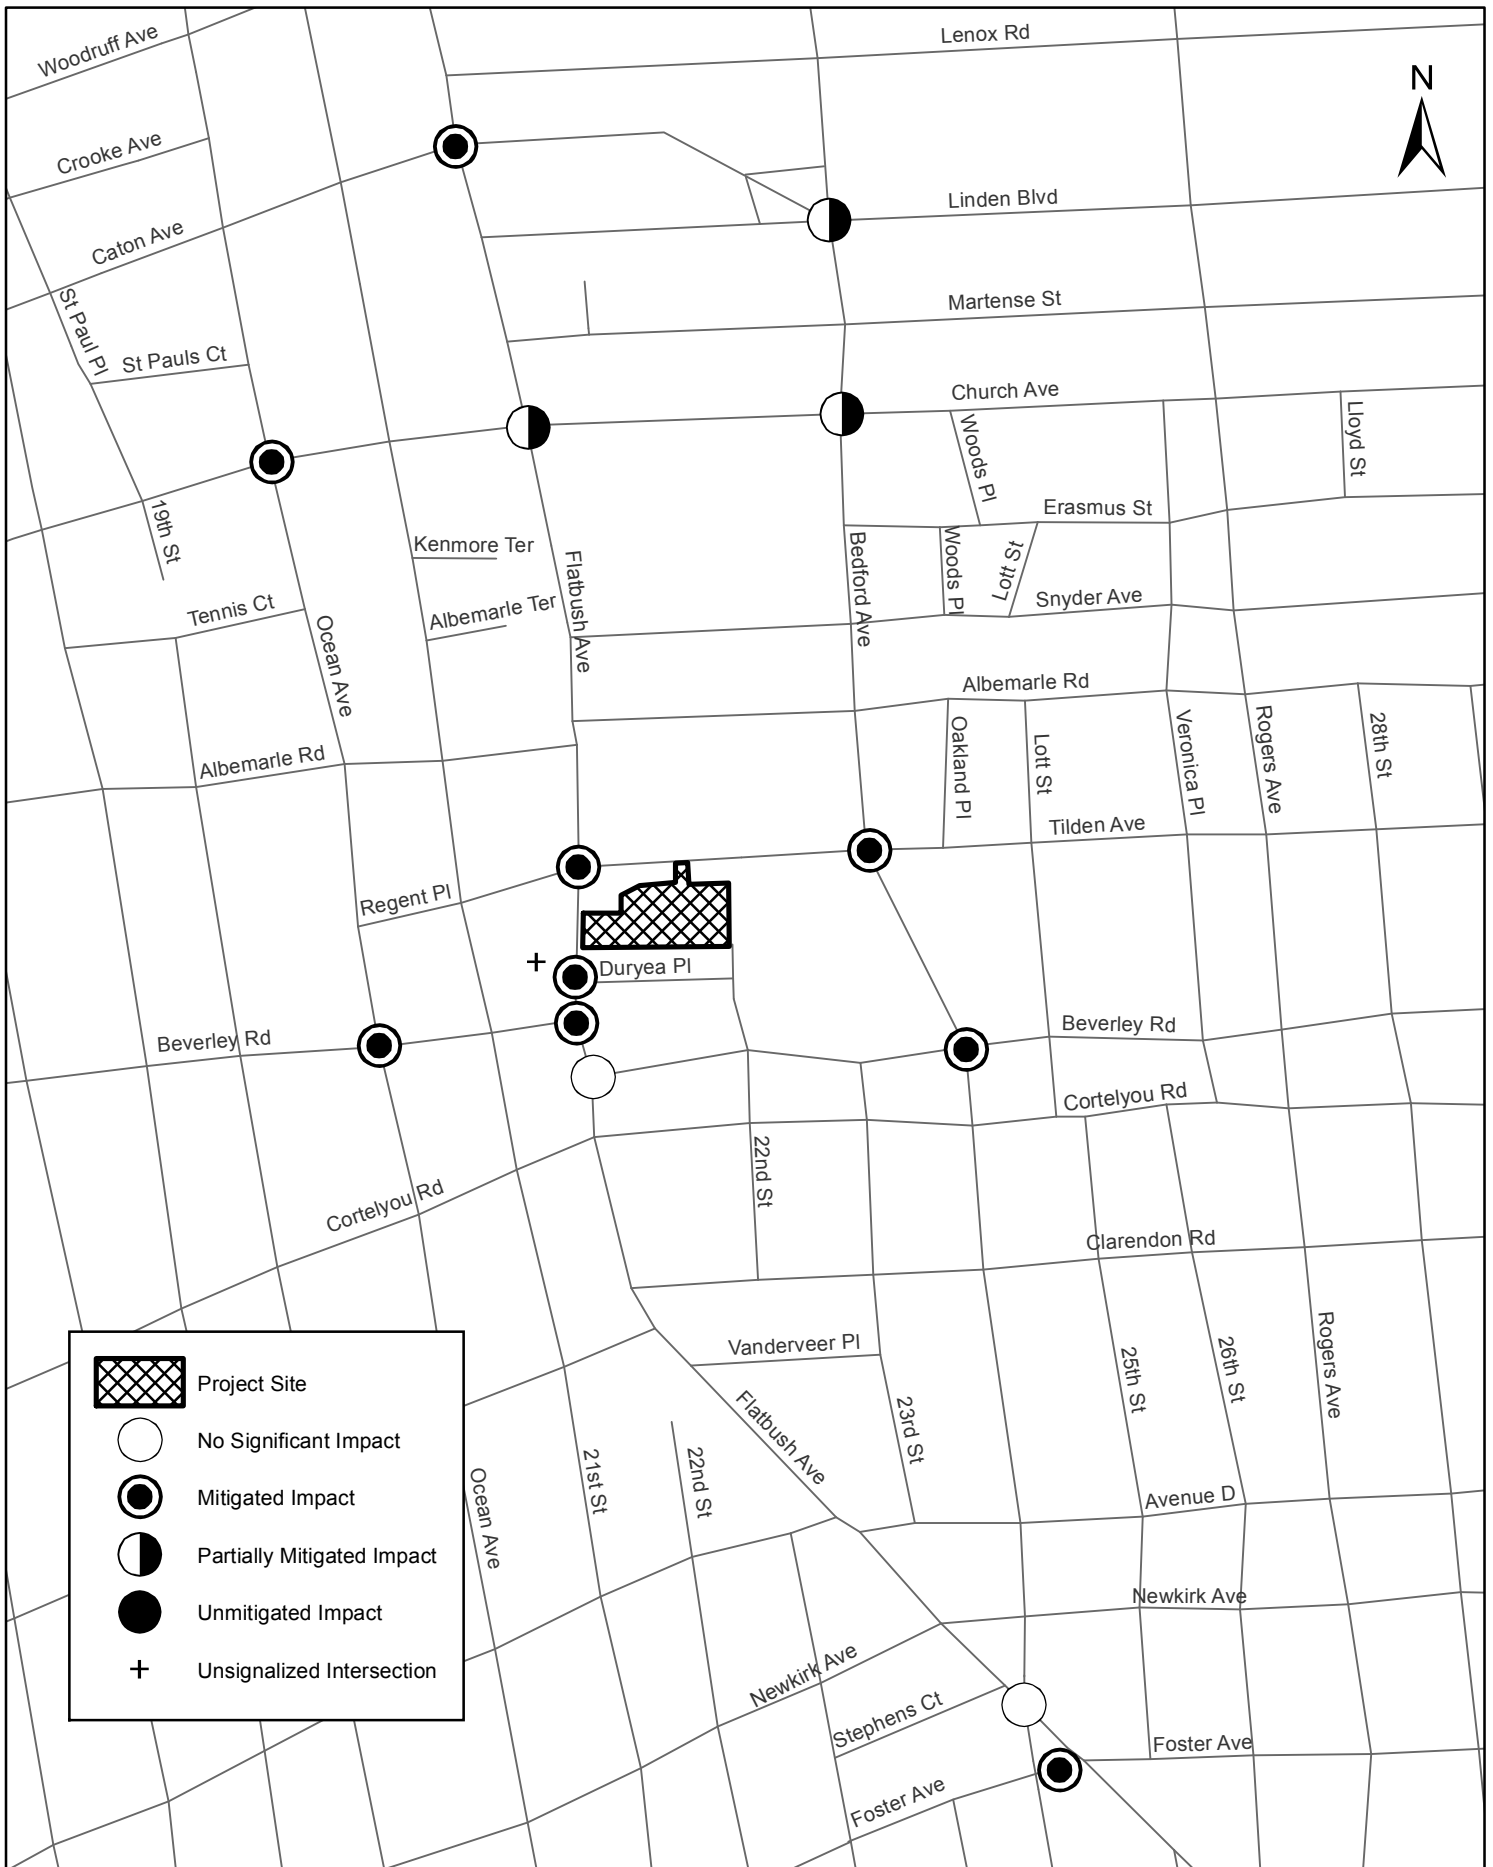 Woodruff Ave
Lenox Rd
N
Crooke Ave
Linden Blvd
Caton Ave
Martense St
St Paul Pl
St Pauls Ct
Church Ave
Lloyd St
Woods Pl
19th St
Erasmus St
Kenmore Ter
Flatbush Ave
Bedford Ave
Woods Pl
Lott St
Tennis Ct
Albemarle Ter
Snyder Ave
Ocean Ave
Albemarle Rd
Oakland Pl
Lott St
Veronica Pl
Rogers Ave
28th St
Albemarle Rd
Tilden Ave
Regent Pl
+
Duryea Pl
Beverley Rd
Beverley Rd
Cortelyou Rd
22nd St
Cortelyou Rd
Clarendon Rd
Vanderveer Pl
25th St
26th St
Rogers Ave
Flatbush Ave
23rd St
Project Site
No Significant Impact
Mitigated Impact
Partially Mitigated Impact
Unmitigated Impact
+ Unsignalized Intersection
Ocean Ave
21st St
22nd St
Avenue D
Newkirk Ave
Newkirk Ave
Stephens Ct
Foster Ave
Foster Ave